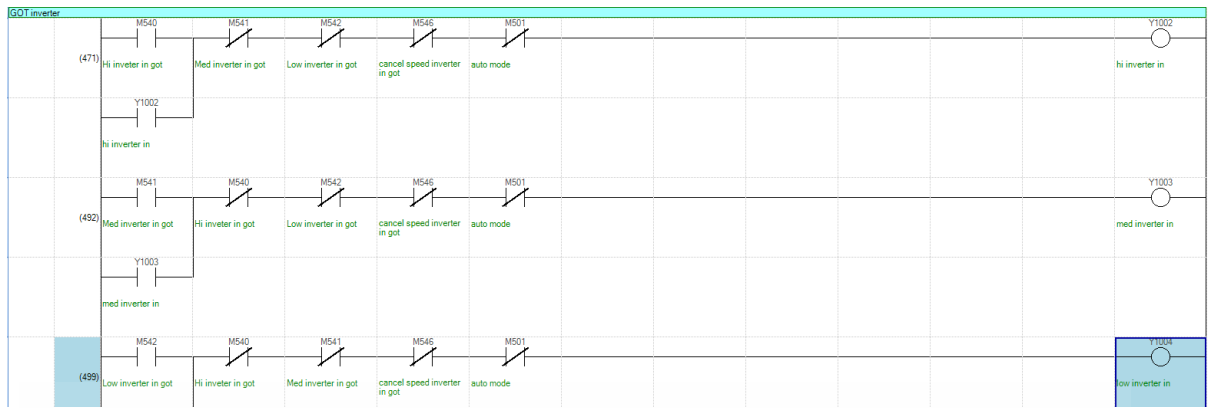 GOT inverter
M540 M541 M542 M546 M501 Y1002
(471) Hi inveter in got Med inverter in got Low inverter in got cancel speed inverter auto mode hi inverter in
in got
Y1002
hi inverter in
M541 M540 M542 M546 M501 Y1003
(492) Med inverter in got Hi inveter in got Low inverter in got cancel speed inverter auto mode med inverter in
in got
Y1003
med inverter in
M542 M540 M541 M546 M501 Y1004
(499) Low inverter in got Hi inveter in got Med inverter in got cancel speed inverter auto mode low inverter in
in got